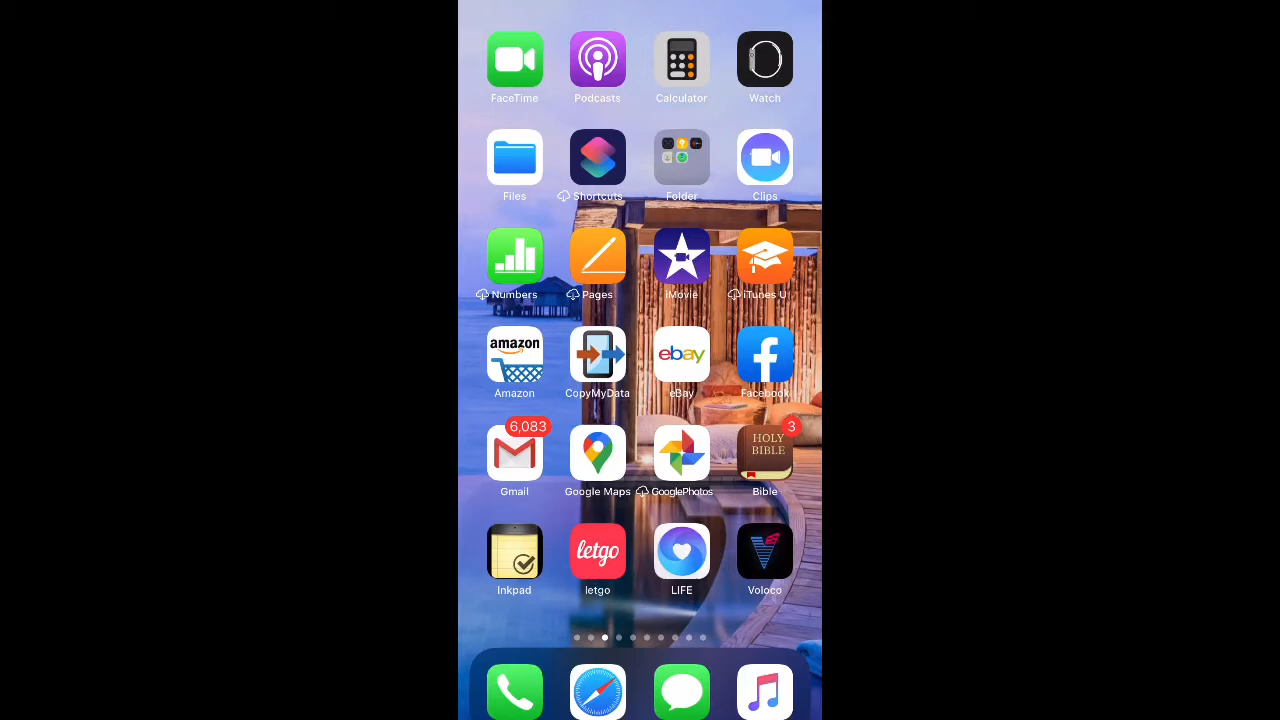 FaceTime Podcasts Calculator Watch
Files Shortcuts Folder Clips
Numbers Pages iMovie iTunes U
amazon ebay
Amazon CopyMyData eBay Facebook
6,083 3
HOLY
BIBLE
Gmail Google Maps GooglePhotos Bible
letgo
Inkpad letgo LIFE Voloco